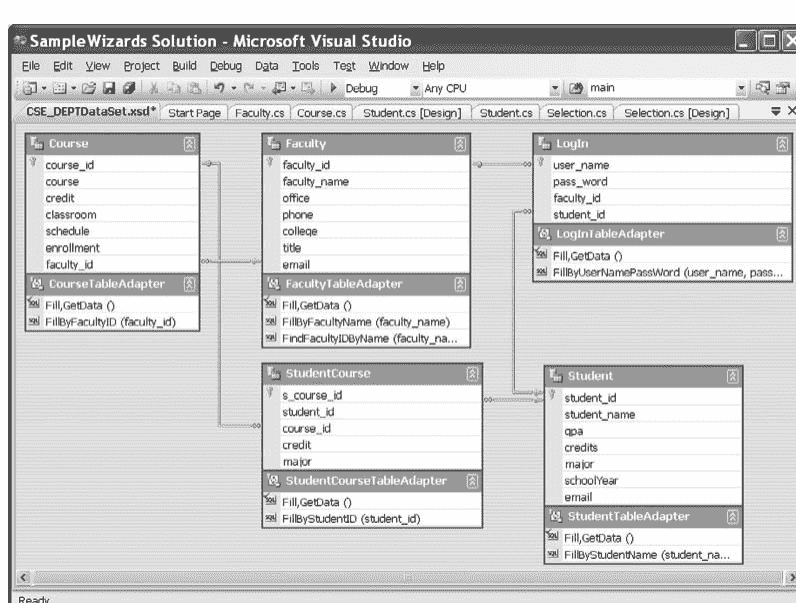 SampleWizards Solution - Microsoft Visual Studio
File Edit View Project Build Debug Data Tools Test Window Help
Debug Any CPU main
CSE_DEPTDataSet.xsd* Start Page Faculty.cs Course.cs Student.cs [Design] Student.cs Selection.cs Selection.cs [Design]
Course
course_id
course
credit
classroom
schedule
enrollment
faculty_id
CourseTableAdapter
Fill,GetData ()
FillByFacultyID (faculty_id)
Faculty
faculty_id
faculty_name
office
phone
college
title
email
FacultyTableAdapter
Fill,GetData ()
FillByFacultyName (faculty_name)
FindFacultyIDByName (faculty_na...
LogIn
user_name
pass_word
faculty_id
student_id
LogInTableAdapter
Fill,GetData ()
FillByUserNamePassWord (user_name, pass...
StudentCourse
s_course_id
student_id
course_id
credit
major
StudentCourseTableAdapter
Fill,GetData ()
FillByStudentID (student_id)
Student
student_id
student_name
gpa
credits
major
schoolYear
email
StudentTableAdapter
Fill,GetData ()
FillByStudentName (student_na...
Ready